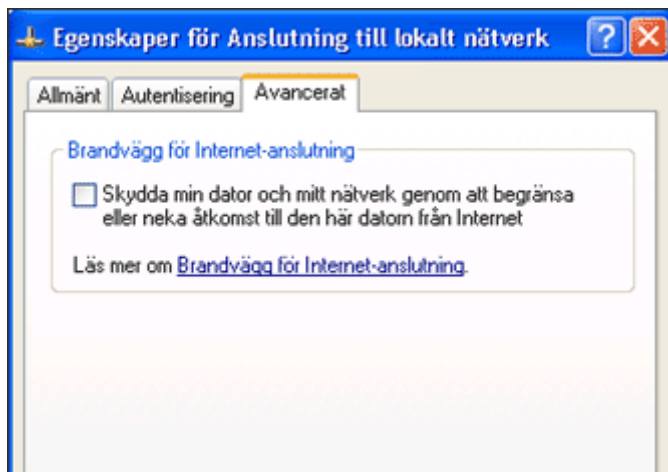 Egenskaper för Anslutning till lokalt nätverk
Allmänt Autentisering Avancerat
Brandvägg för Internet-anslutning
Skydda min dator och mitt nätverk genom att begränsa
eller neka åtkomst till den här datorn från Internet
Läs mer om Brandvägg för Internet-anslutning.